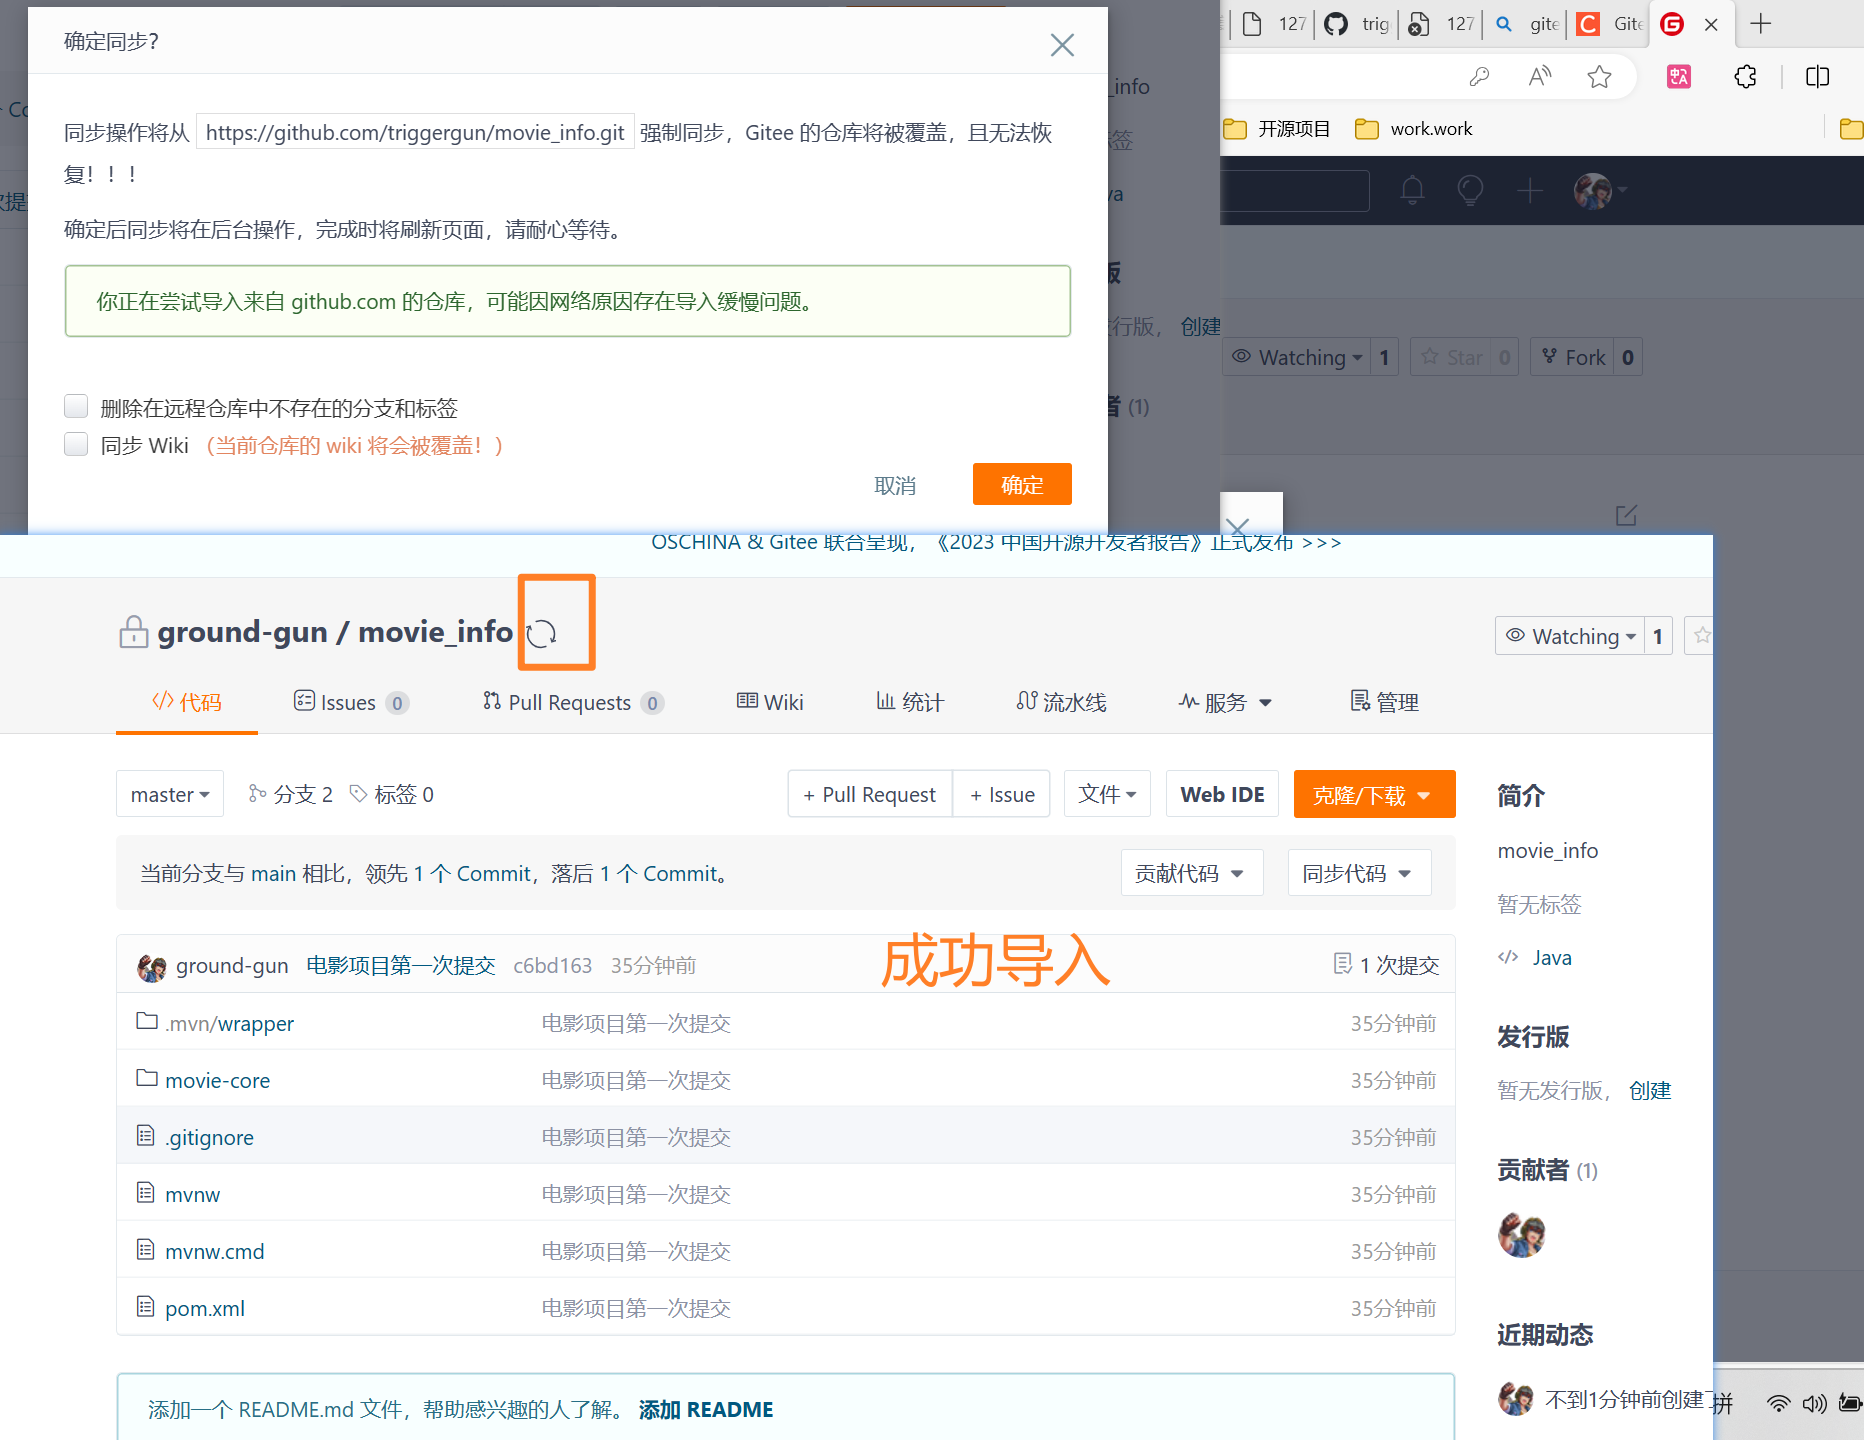 确定同步?
同步操作将从 https://github.com/triggergun/movie_info.git 强制同步，Gitee 的仓库将被覆盖，且无法恢
复！！！
确定后同步将在后台操作，完成时将刷新页面，请耐心等待。
你正在尝试导入来自 github.com 的仓库，可能因网络原因存在导入缓慢问题。
删除在远程仓库中不存在的分支和标签
同步 Wiki （当前仓库的 wiki 将会被覆盖！）
取消
确定
127
trig
127
gite
Gite
开源项目
work.work
_info
行版， 创建
(1)
Watching 1
Star 0
Fork 0
OSCHINA & Gitee 联合呈现，《2023 中国开源开发者报告》正式发布 >>>
ground-gun / movie_info
Watching 1
代码
Issues 0
Pull Requests 0
Wiki
统计
流水线
服务
管理
master
分支 2
标签 0
+ Pull Request
+ Issue
文件
Web IDE
克隆/下载
当前分支与 main 相比，领先 1 个 Commit，落后 1 个 Commit。
贡献代码
同步代码
ground-gun 电影项目第一次提交 c6bd163 35分钟前
成功导入
1 次提交
.mvn/wrapper 电影项目第一次提交 35分钟前
movie-core 电影项目第一次提交 35分钟前
.gitignore 电影项目第一次提交 35分钟前
mvnw 电影项目第一次提交 35分钟前
mvnw.cmd 电影项目第一次提交 35分钟前
pom.xml 电影项目第一次提交 35分钟前
添加一个 README.md 文件，帮助感兴趣的人了解。 添加 README
简介
movie_info
暂无标签
Java
发行版
暂无发行版， 创建
贡献者 (1)
近期动态
不到1分钟前创建
拼